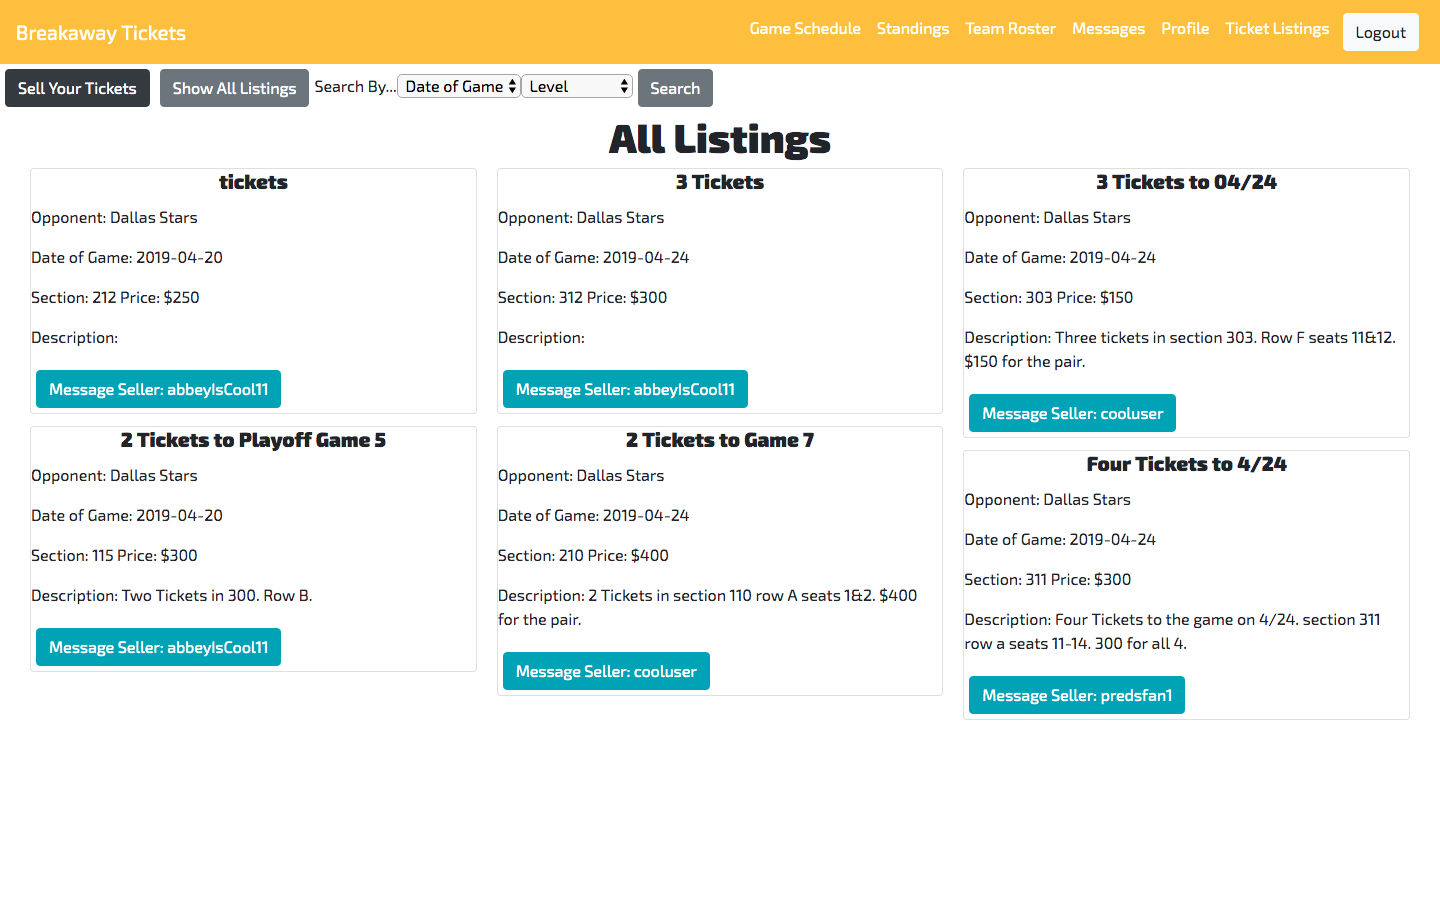 Breakaway Tickets
Game Schedule Standings Team Roster Messages Profile Ticket Listings Logout
Sell Your Tickets Show All Listings Search By... Date of Game Level Search
All Listings
tickets
Opponent: Dallas Stars
Date of Game: 2019-04-20
Section: 212 Price: $250
Description:
Message Seller: abbeyIsCool11
2 Tickets to Playoff Game 5
Opponent: Dallas Stars
Date of Game: 2019-04-20
Section: 115 Price: $300
Description: Two Tickets in 300. Row B.
Message Seller: abbeyIsCool11
3 Tickets
Opponent: Dallas Stars
Date of Game: 2019-04-24
Section: 312 Price: $300
Description:
Message Seller: abbeyIsCool11
2 Tickets to Game 7
Opponent: Dallas Stars
Date of Game: 2019-04-24
Section: 210 Price: $400
Description: 2 Tickets in section 110 row A seats 1&2. $400
for the pair.
Message Seller: cooluser
3 Tickets to 04/24
Opponent: Dallas Stars
Date of Game: 2019-04-24
Section: 303 Price: $150
Description: Three tickets in section 303. Row F seats 11&12.
$150 for the pair.
Message Seller: cooluser
Four Tickets to 4/24
Opponent: Dallas Stars
Date of Game: 2019-04-24
Section: 311 Price: $300
Description: Four Tickets to the game on 4/24. section 311
row a seats 11-14. 300 for all 4.
Message Seller: predsfan1